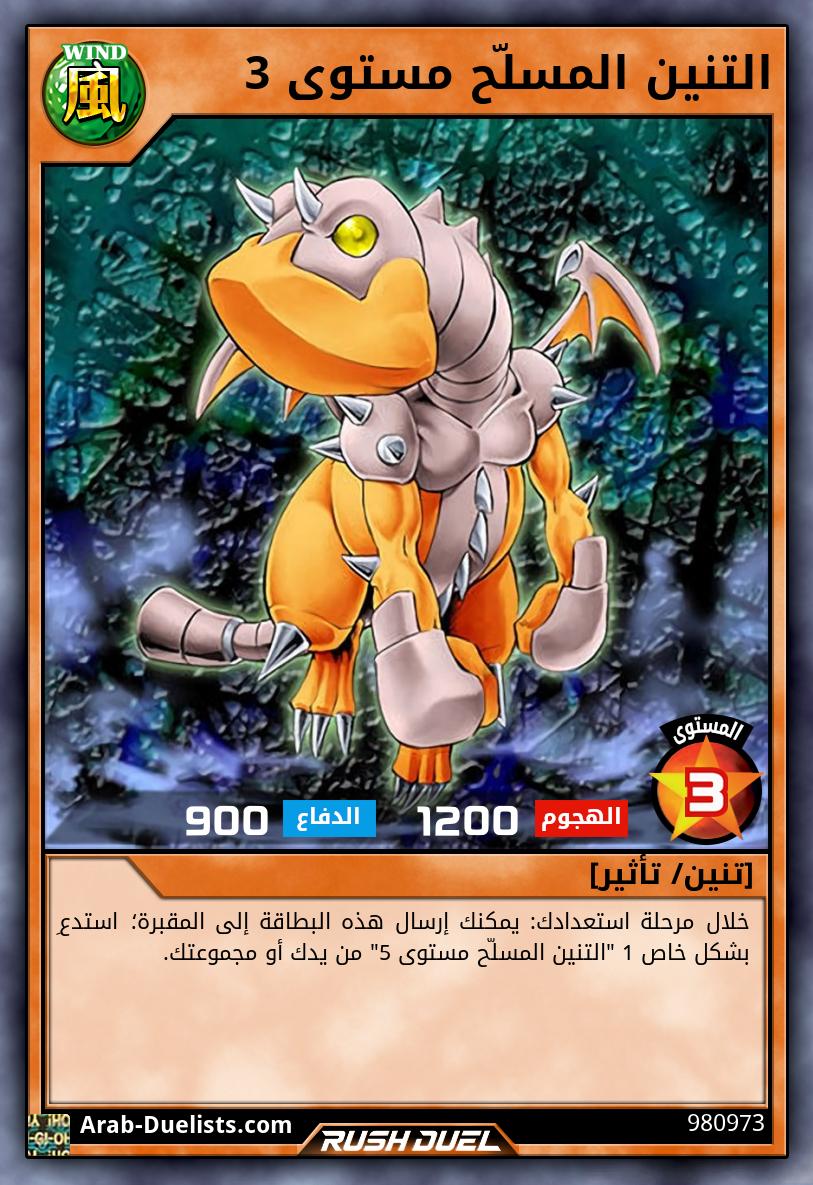 WIND
風
التنين المسلّح مستوى 3
المستوى
3
الهجوم 1200 الدفاع 900
[تنين/ تأثير]
خلال مرحلة استعدادك: يمكنك إرسال هذه البطاقة إلى المقبرة؛ استدعِ
بشكل خاص 1 "التنين المسلّح مستوى 5" من يدك أو مجموعتك.
Arab-Duelists.com
RUSH DUEL
980973